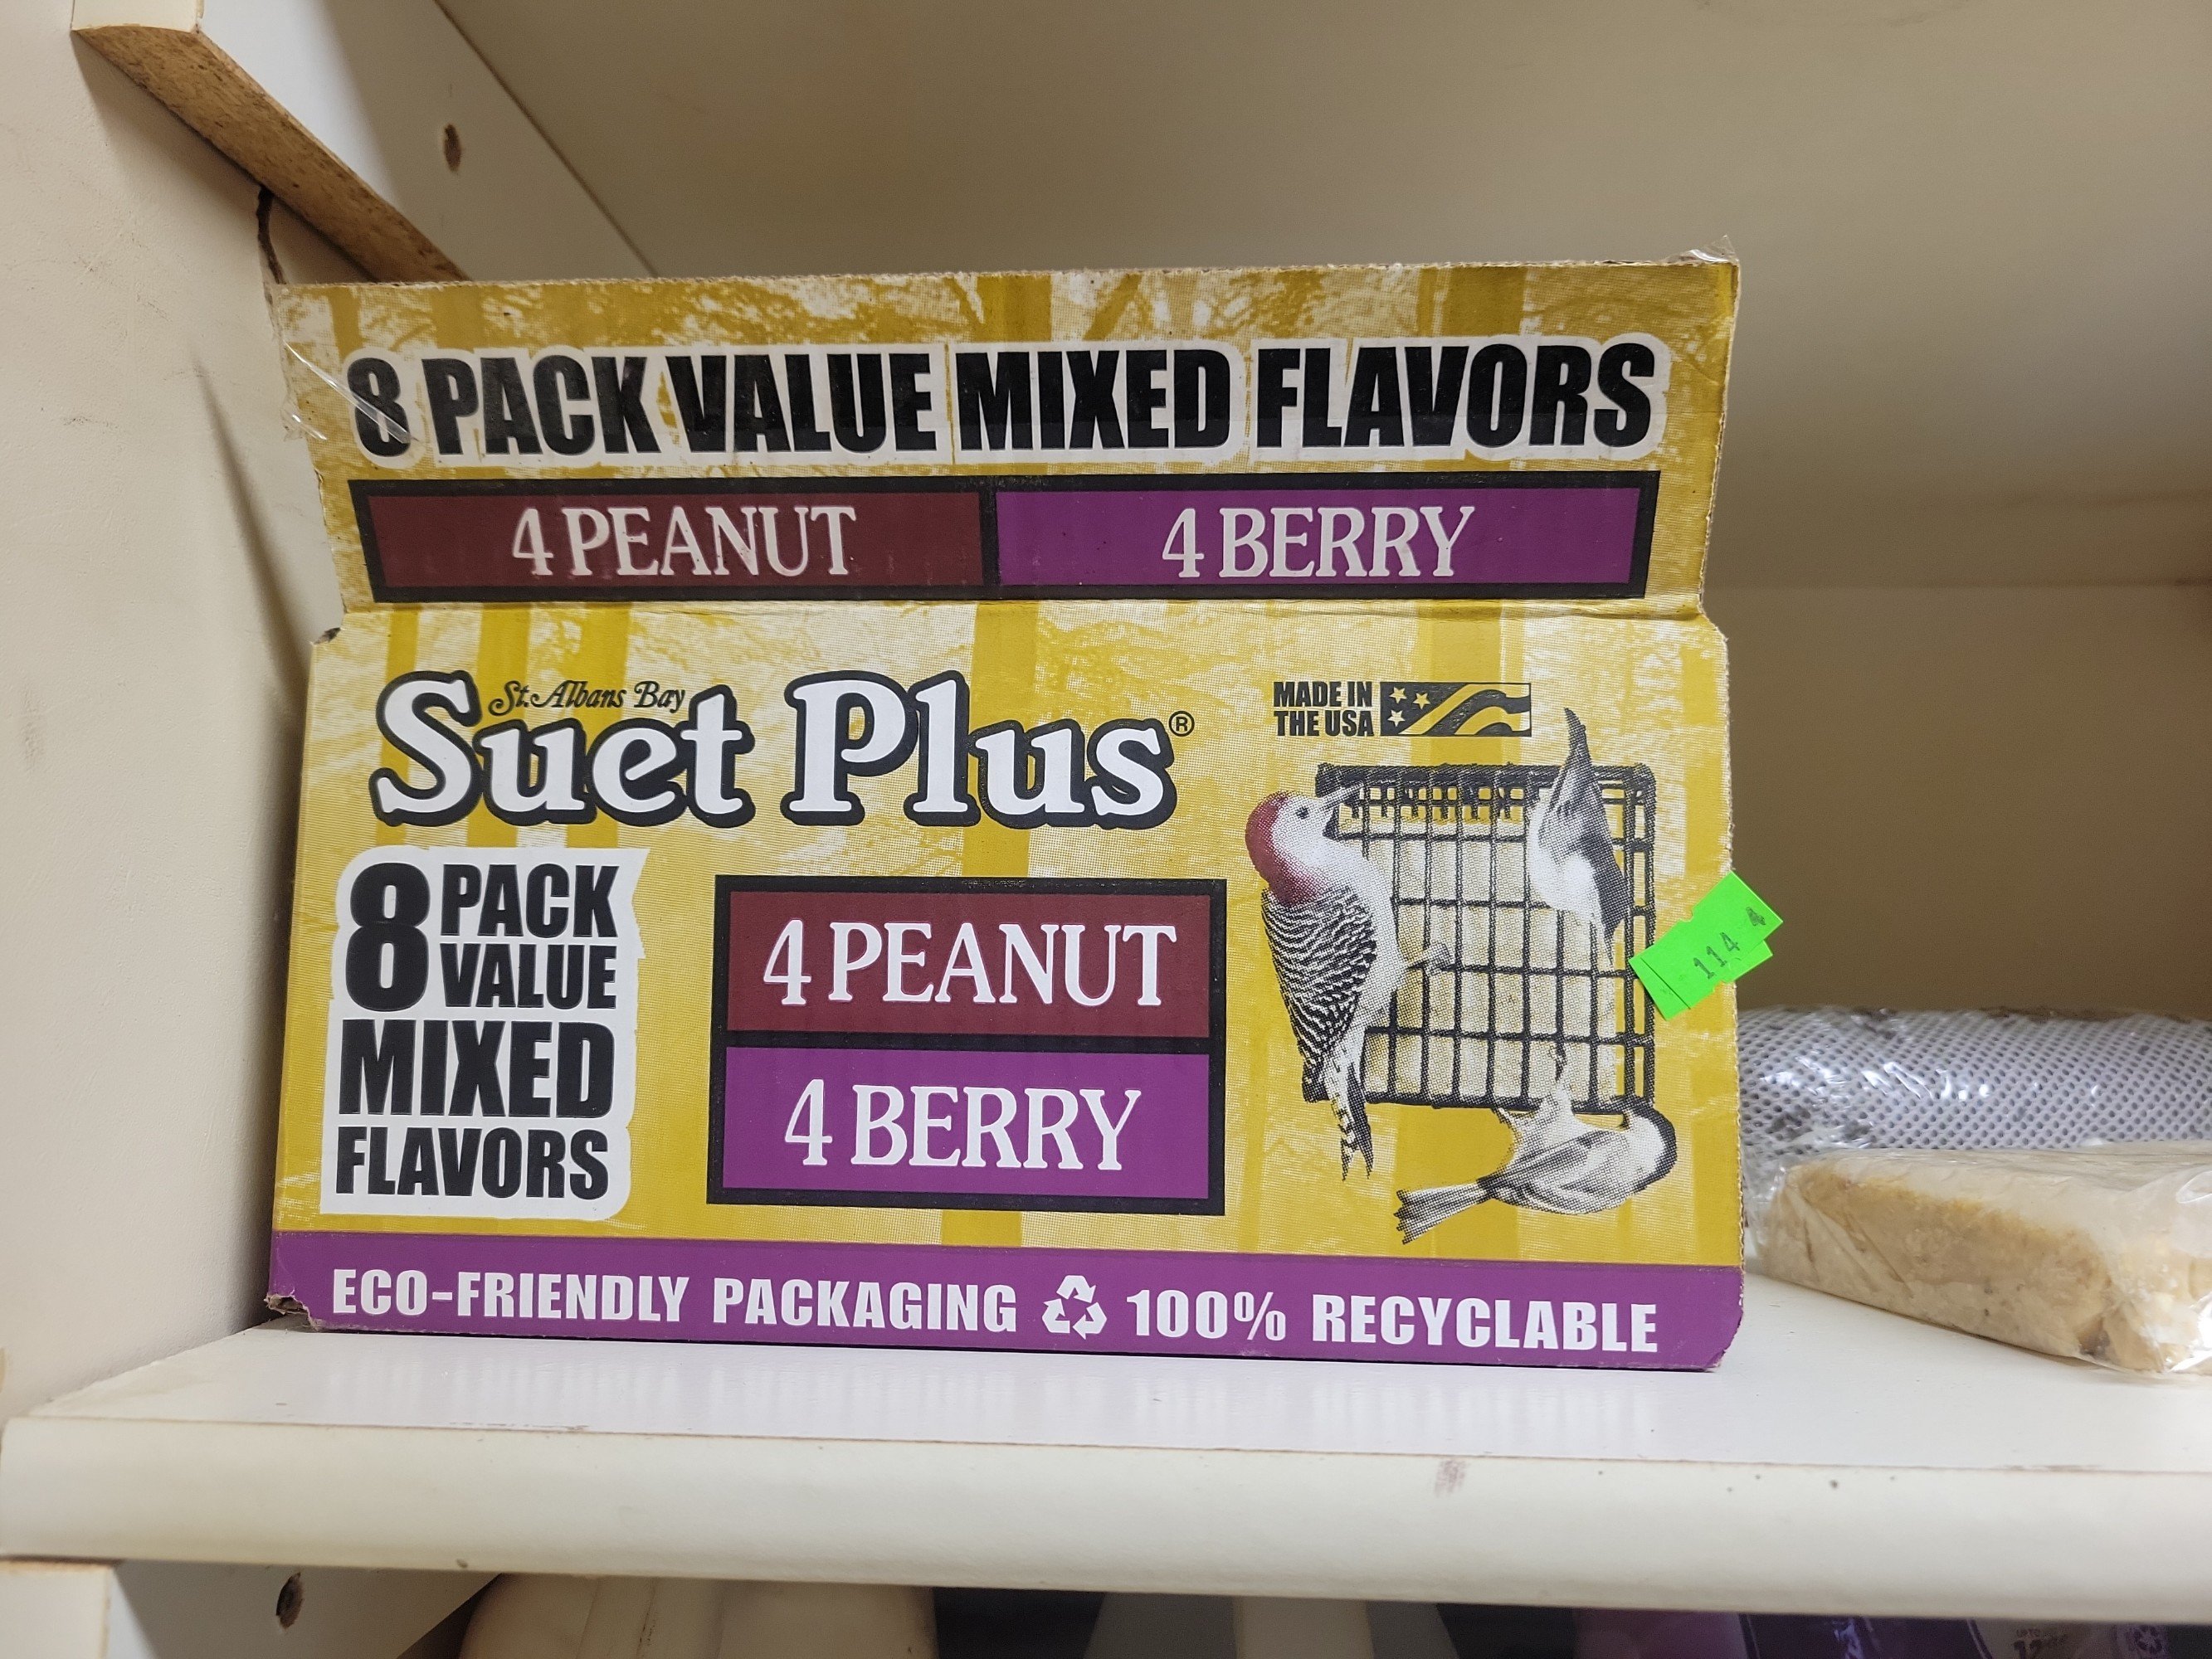 8 PACK VALUE MIXED FLAVORS
4 PEANUT
4 BERRY
St. Albans Bay
Suet Plus®
MADE IN
THE USA
8 PACK
VALUE
MIXED
FLAVORS
4 PEANUT
4 BERRY
114 A
ECO-FRIENDLY PACKAGING 100% RECYCLABLE